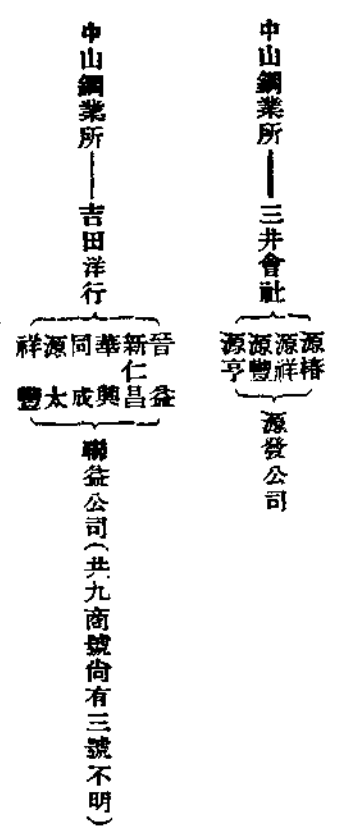 中山鋼業所——三井會社
源椿
源祥
源豐
源亨
源發公司
中山鋼業所——吉田洋行
晉益
新仁昌
華興
同成
源太
祥豐
聯益公司(共九商號尙有三號不明)